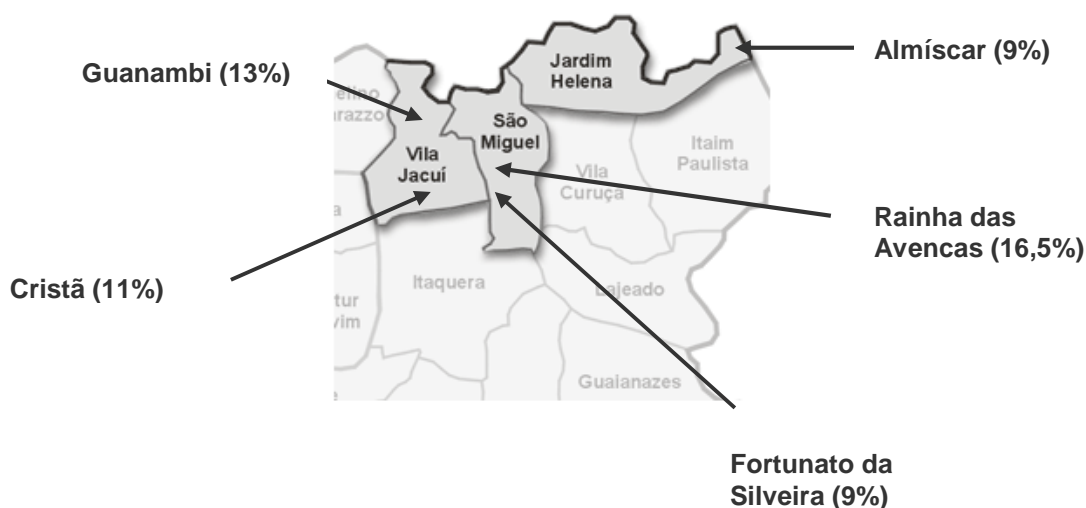 Guanambi (13%)
Almíscar (9%)
Jardim
Helena
São
Miguel
Vila
Jacuí
Itaim
Paulista
Vila
Curuça
Rainha das
Avencas (16,5%)
Cristã (11%)
Itaquera
Lajeado
Guaianazes
Fortunato da
Silveira (9%)